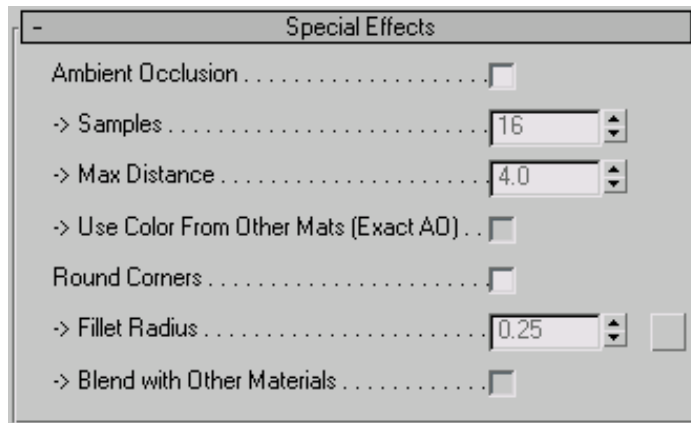 - Special Effects
Ambient Occlusion . . . . . . . . . . . . . . . . . . . . .
-> Samples . . . . . . . . . . . . . . . . . . . . . . . . . . . 16
-> Max Distance . . . . . . . . . . . . . . . . . . . . . . . 4.0
-> Use Color From Other Mats (Exact AO) . .
Round Corners . . . . . . . . . . . . . . . . . . . . . . . .
-> Fillet Radius . . . . . . . . . . . . . . . . . . . . . . . . 0.25
-> Blend with Other Materials . . . . . . . . . . . .